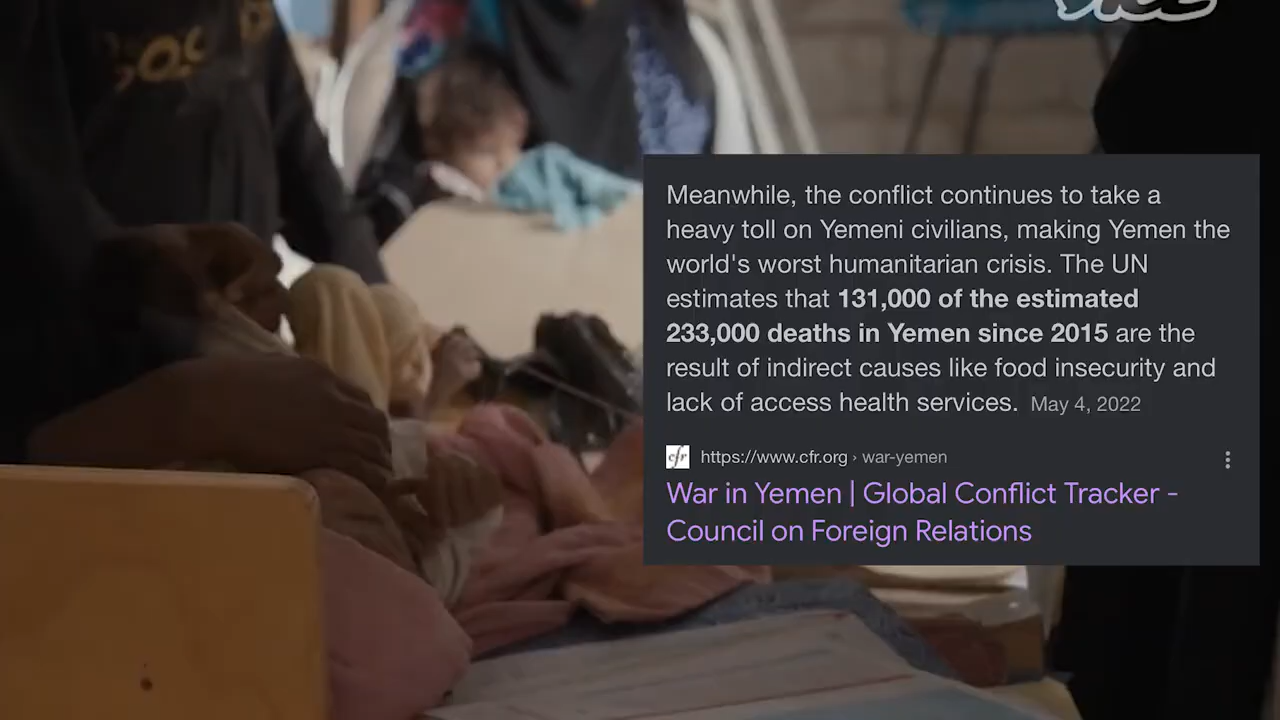 VICE
Meanwhile, the conflict continues to take a
heavy toll on Yemeni civilians, making Yemen the
world's worst humanitarian crisis. The UN
estimates that 131,000 of the estimated
233,000 deaths in Yemen since 2015 are the
result of indirect causes like food insecurity and
lack of access health services. May 4, 2022
cfr https://www.cfr.org › war-yemen
War in Yemen | Global Conflict Tracker -
Council on Foreign Relations